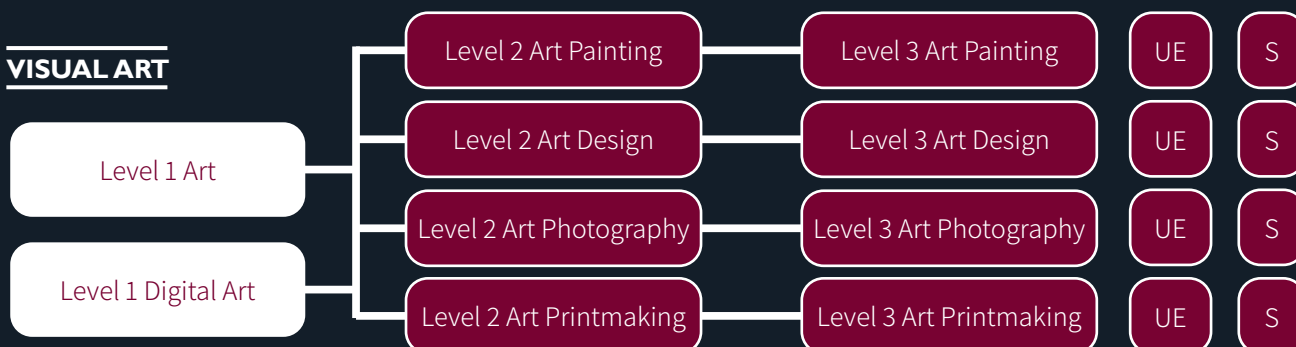 VISUAL ART
Level 1 Art
Level 1 Digital Art
Level 2 Art Painting
Level 3 Art Painting
UE
S
Level 2 Art Design
Level 3 Art Design
UE
S
Level 2 Art Photography
Level 3 Art Photography
UE
S
Level 2 Art Printmaking
Level 3 Art Printmaking
UE
S